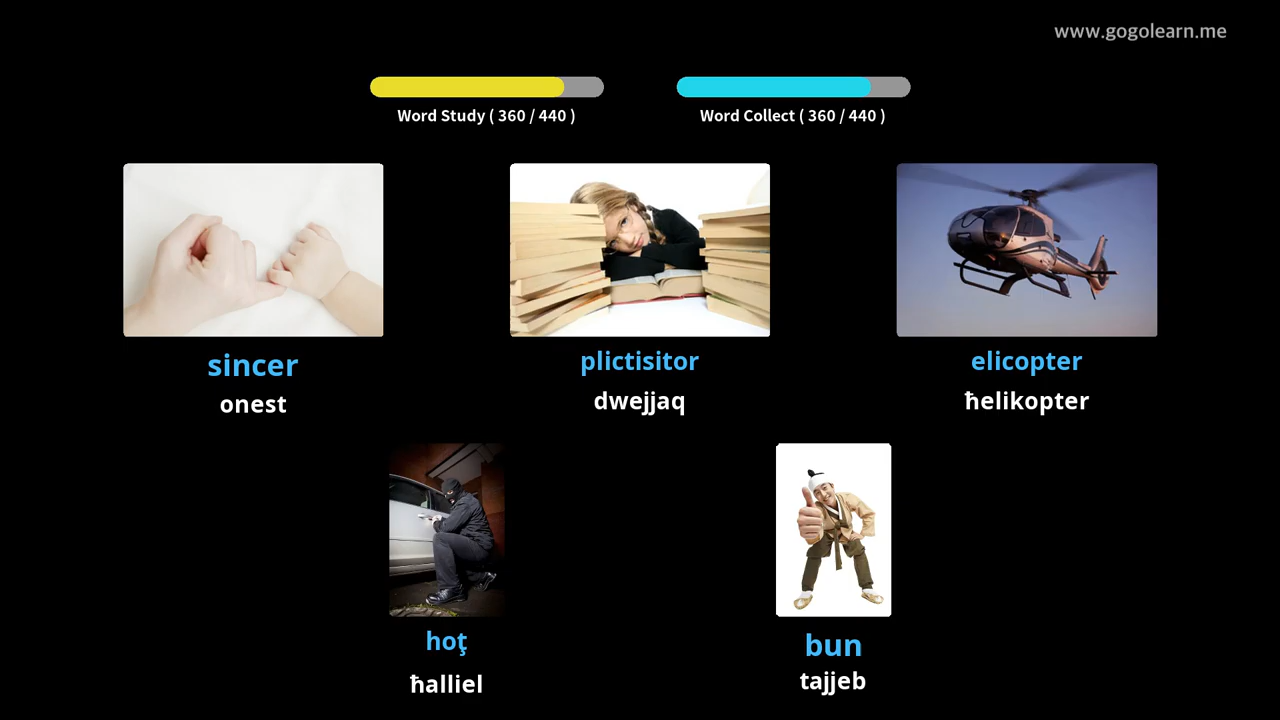 www.gogolearn.me
Word Study ( 360 / 440 )
Word Collect ( 360 / 440 )
sincer
onest
plictisitor
dwejjaq
elicopter
ħelikopter
hoţ
ħalliel
bun
tajjeb